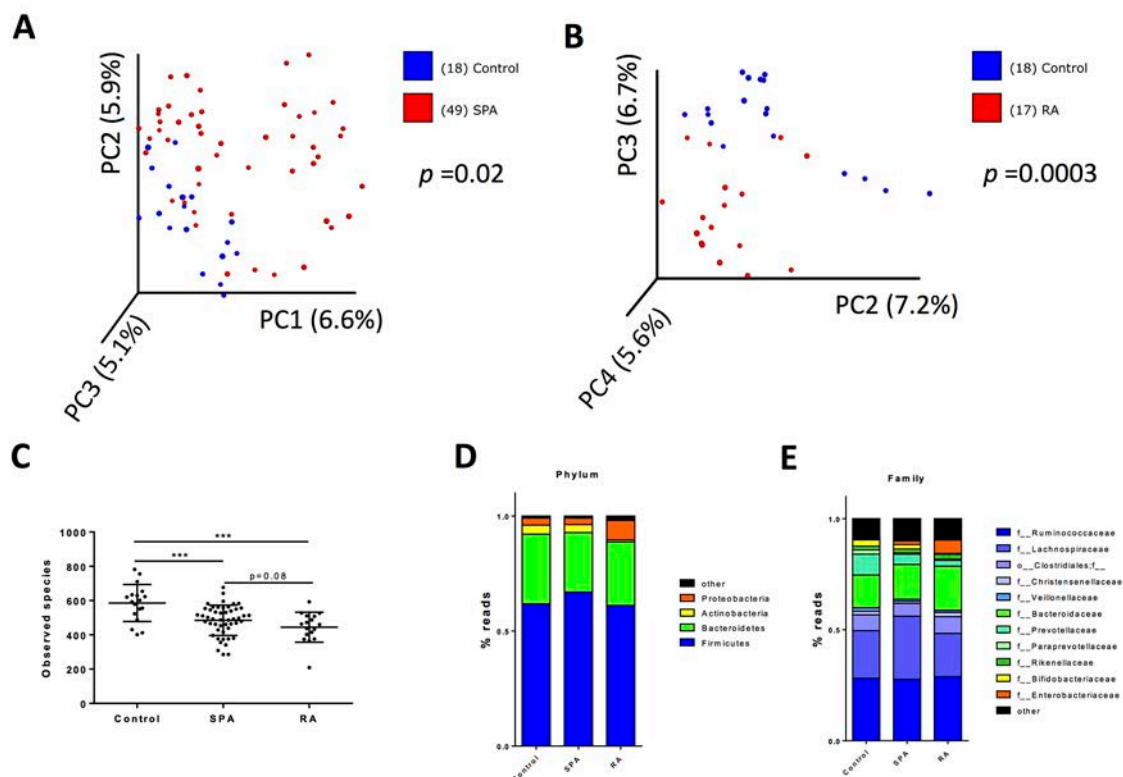 A
PC2 (5.9%)
PC1 (6.6%)
PC3 (5.1%)
(18) Control
(49) SPA
p =0.02
B
PC3 (6.7%)
PC2 (7.2%)
PC4 (5.6%)
(18) Control
(17) RA
p =0.0003
C
Observed species
1000
800
600
400
200
0
***
***
p=0.08
Control SPA RA
D
Phylum
% reads
1.0
0.5
0.0
Control SPA RA
other
Proteobacteria
Actinobacteria
Bacteroidetes
Firmicutes
E
Family
% reads
1.0
0.5
0.0
Control SPA RA
f__Ruminococcaceae
f__Lachnospiraceae
o__Clostridiales;f__
f__Christensenellaceae
f__Veillonellaceae
f__Bacteroidaceae
f__Prevotellaceae
f__Paraprevotellaceae
f__Rikenellaceae
f__Bifidobacteriaceae
f__Enterobacteriaceae
other